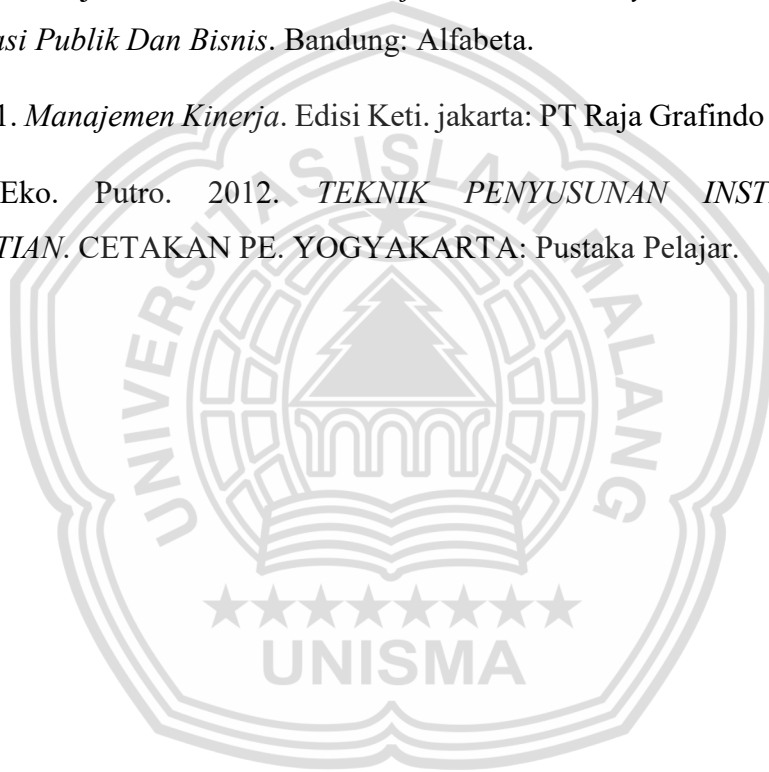 asi Publik Dan Bisnis. Bandung: Alfabeta.
1. Manajemen Kinerja. Edisi Keti. jakarta: PT Raja Grafindo
Eko. Putro. 2012. TEKNIK PENYUSUNAN INST
TIAN. CETAKAN PE. YOGYAKARTA: Pustaka Pelajar.
UNIVERSITAS ISLAM MALANG
UNISMA